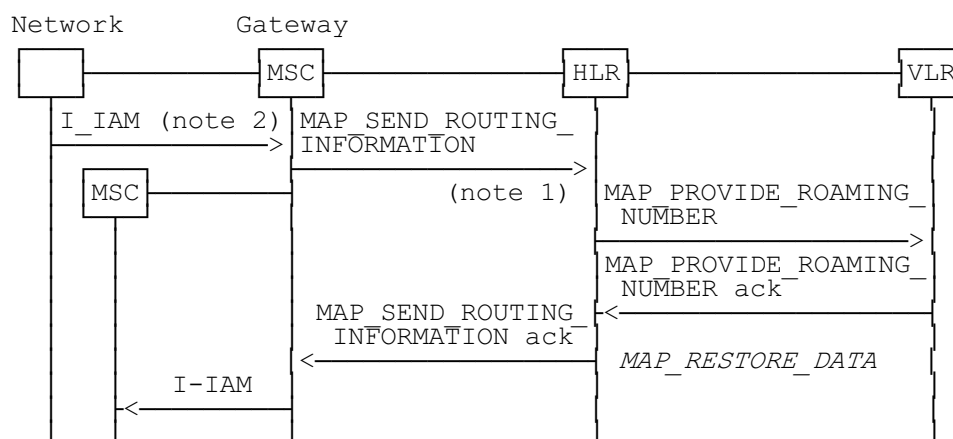 Network Gateway
MSC HLR VLR
I_IAM (note 2) MAP_SEND_ROUTING_
INFORMATION
MSC (note 1) MAP_PROVIDE_ROAMING_
NUMBER
MAP_PROVIDE_ROAMING_
NUMBER ack
MAP_SEND_ROUTING_
INFORMATION ack
MAP_RESTORE_DATA
I-IAM